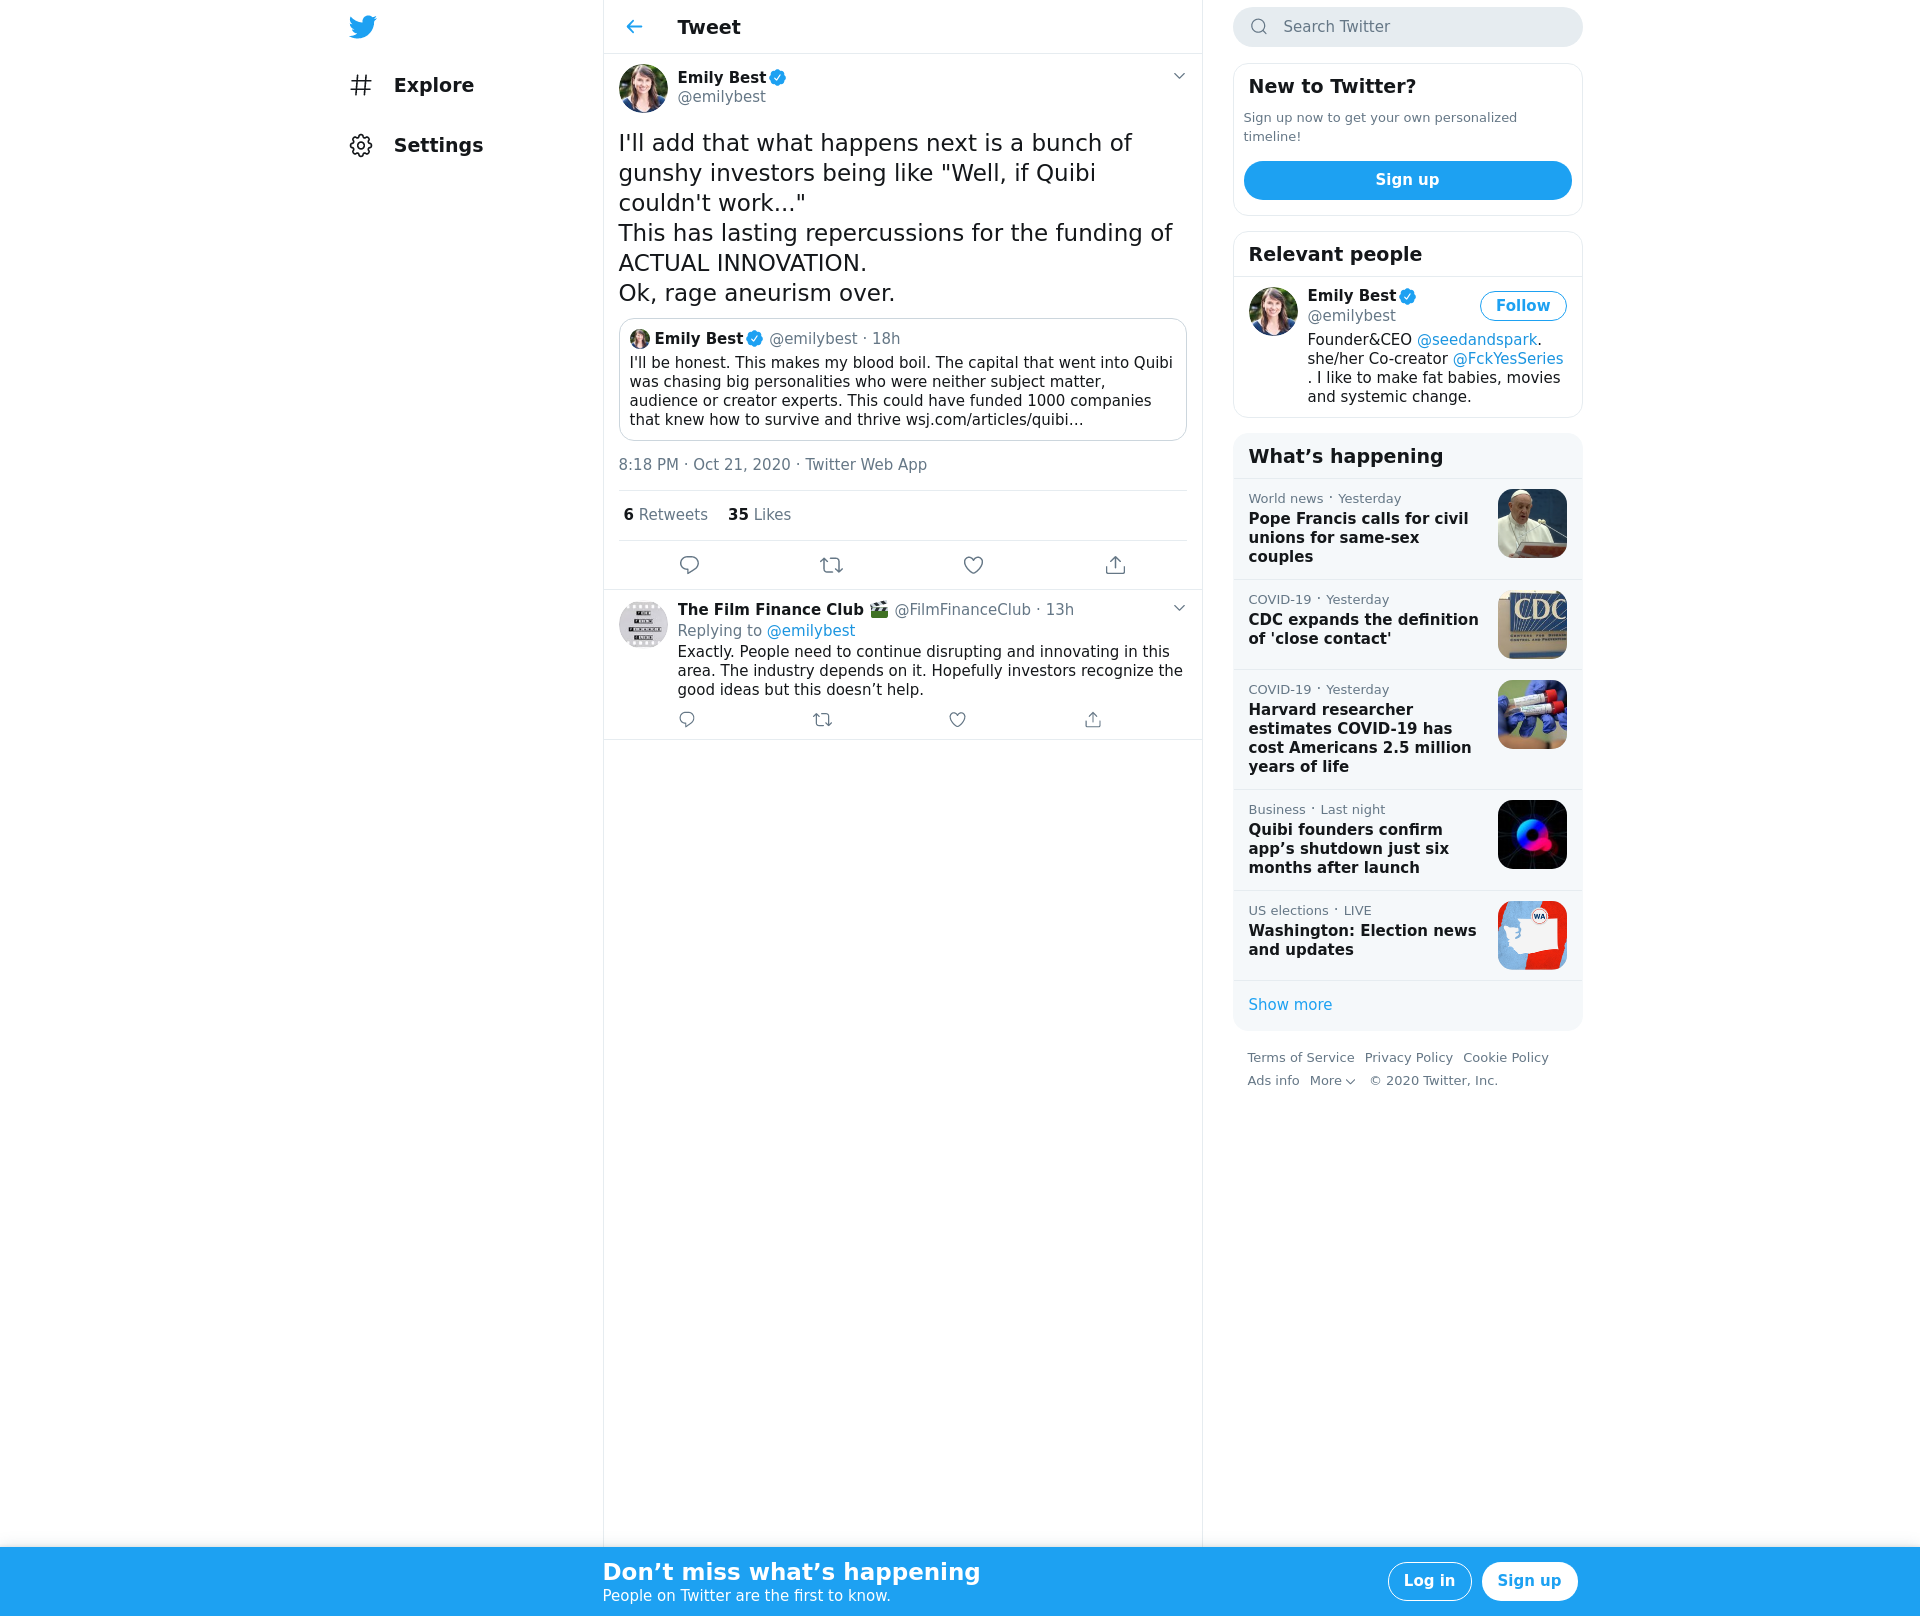 Explore
Settings
Tweet
Emily Best
@emilybest
I'll add that what happens next is a bunch of
gunshy investors being like "Well, if Quibi
couldn't work..."
This has lasting repercussions for the funding of
ACTUAL INNOVATION.
Ok, rage aneurism over.
Emily Best @emilybest · 18h
I'll be honest. This makes my blood boil. The capital that went into Quibi
was chasing big personalities who were neither subject matter,
audience or creator experts. This could have funded 1000 companies
that knew how to survive and thrive wsj.com/articles/quibi…
8:18 PM · Oct 21, 2020 · Twitter Web App
6 Retweets 35 Likes
The Film Finance Club 🎬 @FilmFinanceClub · 13h
Replying to @emilybest
Exactly. People need to continue disrupting and innovating in this
area. The industry depends on it. Hopefully investors recognize the
good ideas but this doesn’t help.
Search Twitter
New to Twitter?
Sign up now to get your own personalized
timeline!
Sign up
Relevant people
Emily Best
@emilybest
Follow
Founder&CEO @seedandspark.
she/her Co-creator @FckYesSeries
. I like to make fat babies, movies
and systemic change.
What’s happening
World news · Yesterday
Pope Francis calls for civil
unions for same-sex
couples
COVID-19 · Yesterday
CDC expands the definition
of 'close contact'
CDC
COVID-19 · Yesterday
Harvard researcher
estimates COVID-19 has
cost Americans 2.5 million
years of life
Business · Last night
Quibi founders confirm
app’s shutdown just six
months after launch
US elections · LIVE
Washington: Election news
and updates
WA
Show more
Terms of Service Privacy Policy Cookie Policy
Ads info More © 2020 Twitter, Inc.
Don’t miss what’s happening
People on Twitter are the first to know.
Log in
Sign up